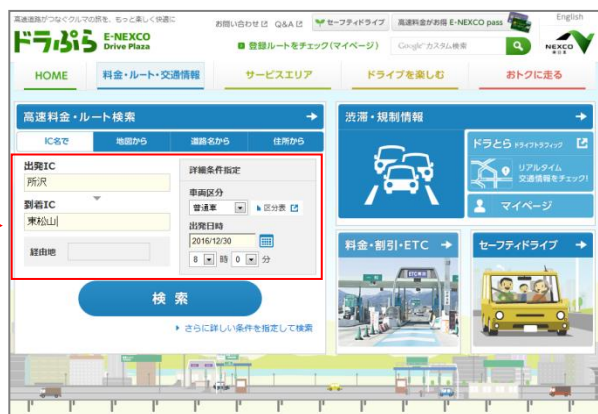 高速道路がつなぐクルマの旅を、もっと楽しく快適に
お問い合わせ Q&A セーフティドライブ 高速料金がお得 E-NEXCO pass English
ドラぷら E-NEXCO
Drive Plaza
登録ルートをチェック(マイページ) Google カスタム検索
NEXCO
東日本
HOME 料金・ルート・交通情報 サービスエリア ドライブを楽しむ おトクに走る
高速料金・ルート検索
IC名で 地図から 道路名から 住所から
出発IC
所沢
到着IC
東松山
経由地
詳細条件指定
車両区分
普通車 区分表
出発日時
2016/12/30
8 時 0 分
検索
さらに詳しい条件を指定して検索
渋滞・規制情報
ドラとら ドライブトラフィック
リアルタイム
交通情報をチェック!
マイページ
料金・割引・ETC
セーフティドライブ